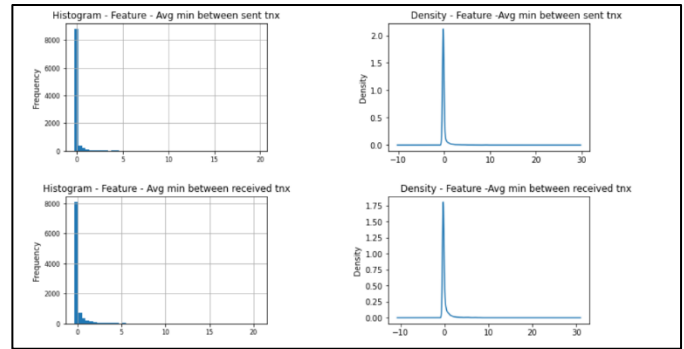 Histogram - Feature - Avg min between sent tnx
8000
6000
4000
2000
0
Frequency
0 5 10 15 20
Density - Feature -Avg min between sent tnx
2.0
1.5
1.0
0.5
0.0
Density
−10 0 10 20 30
Histogram - Feature - Avg min between received tnx
8000
6000
4000
2000
0
Frequency
0 5 10 15 20
Density - Feature -Avg min between received tnx
1.75
1.50
1.25
1.00
0.75
0.50
0.25
0.00
Density
−10 0 10 20 30